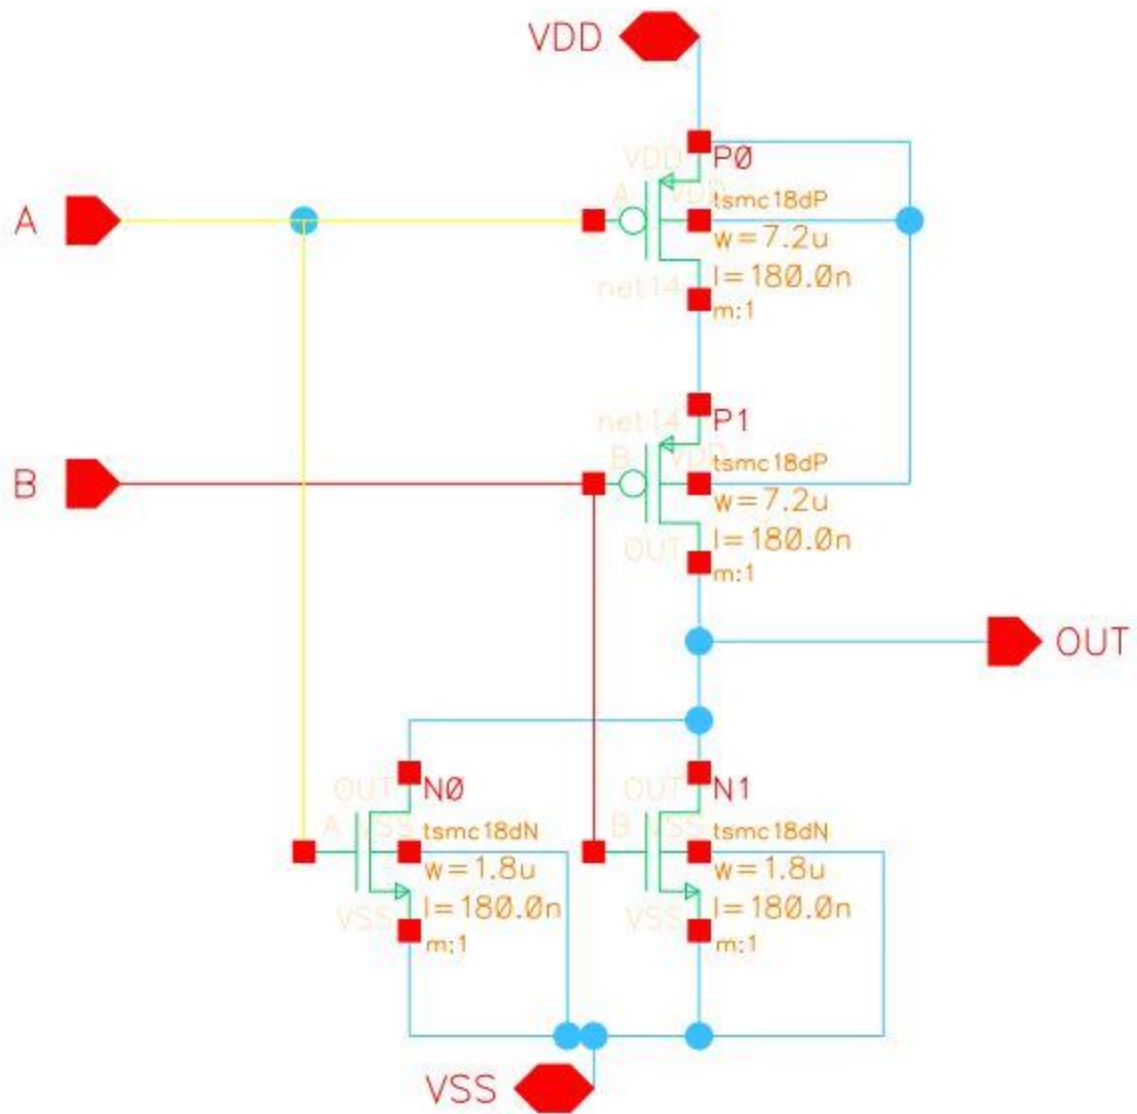 VDD
VDD P0
A VDD tsmc18dP
A
w=7.2u
l=180.0n
net14
m:1
net14 P1
B VDD tsmc18dP
B
w=7.2u
l=180.0n
OUT
m:1
OUT
OUT N0
OUT N1
A VSS tsmc18dN
B VSS tsmc18dN
w=1.8u
w=1.8u
l=180.0n
l=180.0n
VSS
VSS
m:1
m:1
VSS